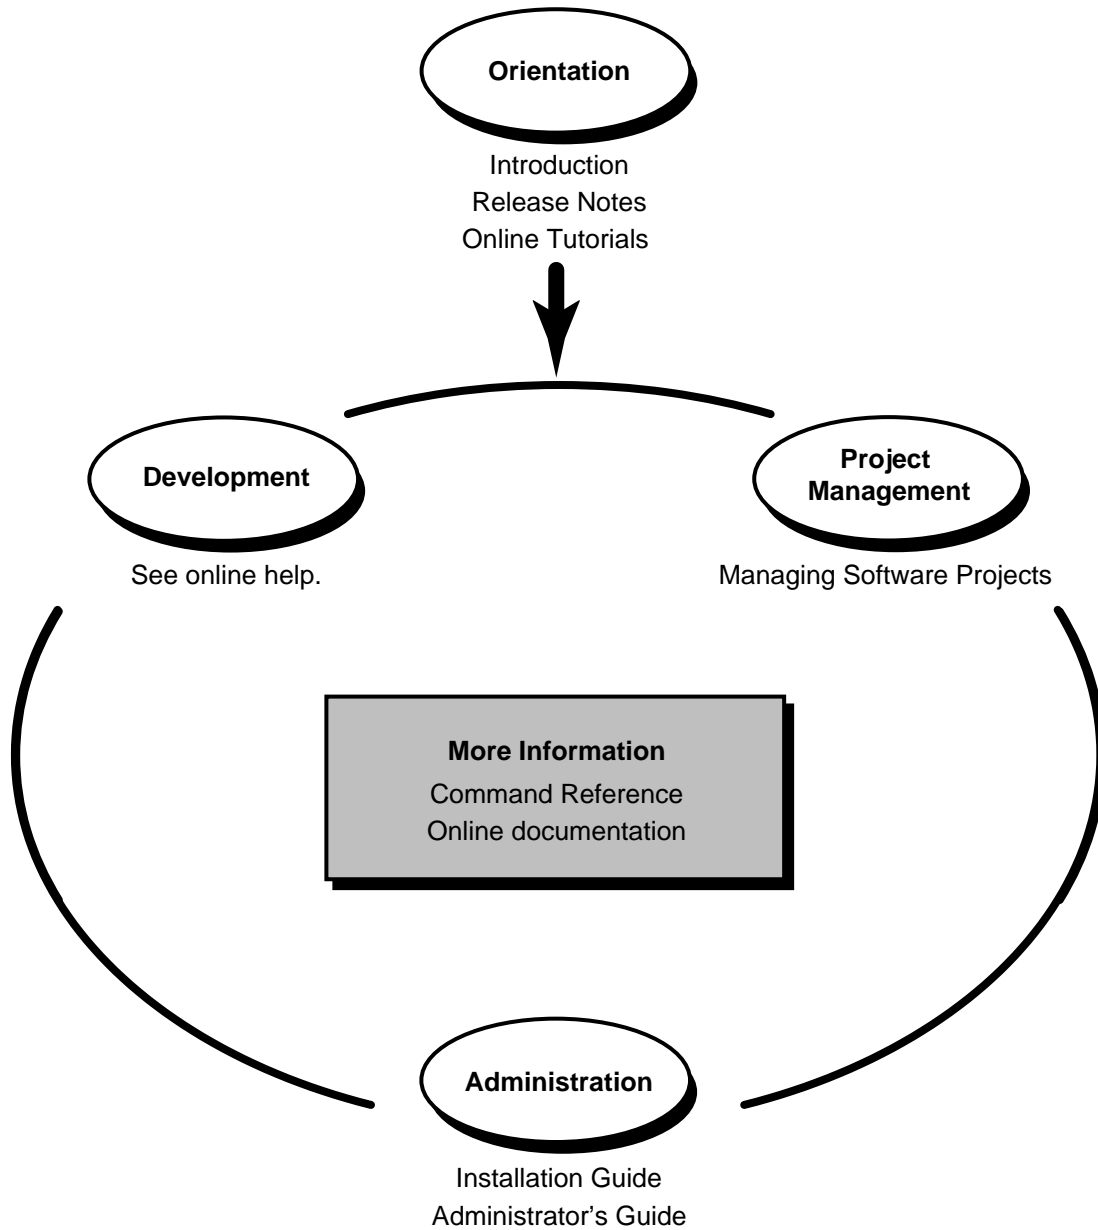 Orientation
Introduction
Release Notes
Online Tutorials
Development
See online help.
Project
Management
Managing Software Projects
More Information
Command Reference
Online documentation
Administration
Installation Guide
Administrator’s Guide